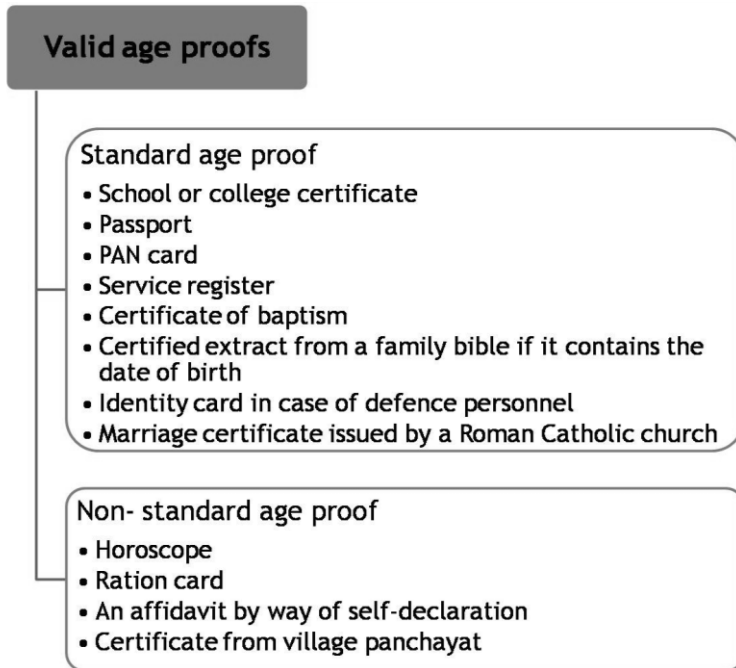 Valid age proofs
Standard age proof
• School or college certificate
• Passport
• PAN card
• Service register
• Certificate of baptism
• Certified extract from a family bible if it contains the
date of birth
• Identity card in case of defence personnel
• Marriage certificate issued by a Roman Catholic church
Non- standard age proof
• Horoscope
• Ration card
• An affidavit by way of self-declaration
• Certificate from village panchayat